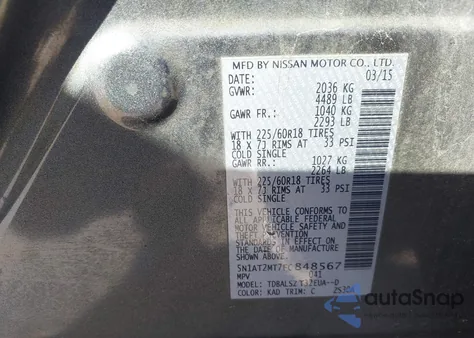 MFD BY NISSAN MOTOR CO., LTD.
DATE: 03/15
GVWR: 2036 KG
4489 LB
GAWR FR.: 1040 KG
2293 LB
WITH 225/60R18 TIRES
18 X 7J RIMS AT 33 PSI
COLD SINGLE
GAWR RR.: 1027 KG
2264 LB
WITH 225/60R18 TIRES
18 X 7J RIMS AT 33 PSI
COLD SINGLE
THIS VEHICLE CONFORMS TO
ALL APPLICABLE FEDERAL
MOTOR VEHICLE SAFETY
AND THEFT PREVENTION
STANDARDS IN EFFECT ON
THE DATE OF MANUFACTURE
SHOWN ABOVE.
5N1AT2MT7FC848567
MPV 041
MODEL:
COLOR: KAD TRIM: C
autoSnap